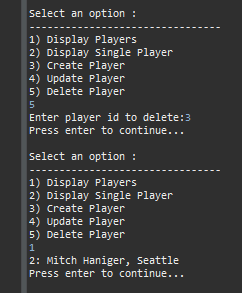 Select an option :
--------------------------------
1) Display Players
2) Display Single Player
3) Create Player
4) Update Player
5) Delete Player
5
Enter player id to delete:3
Press enter to continue...
Select an option :
--------------------------------
1) Display Players
2) Display Single Player
3) Create Player
4) Update Player
5) Delete Player
1
2: Mitch Haniger, Seattle
Press enter to continue...